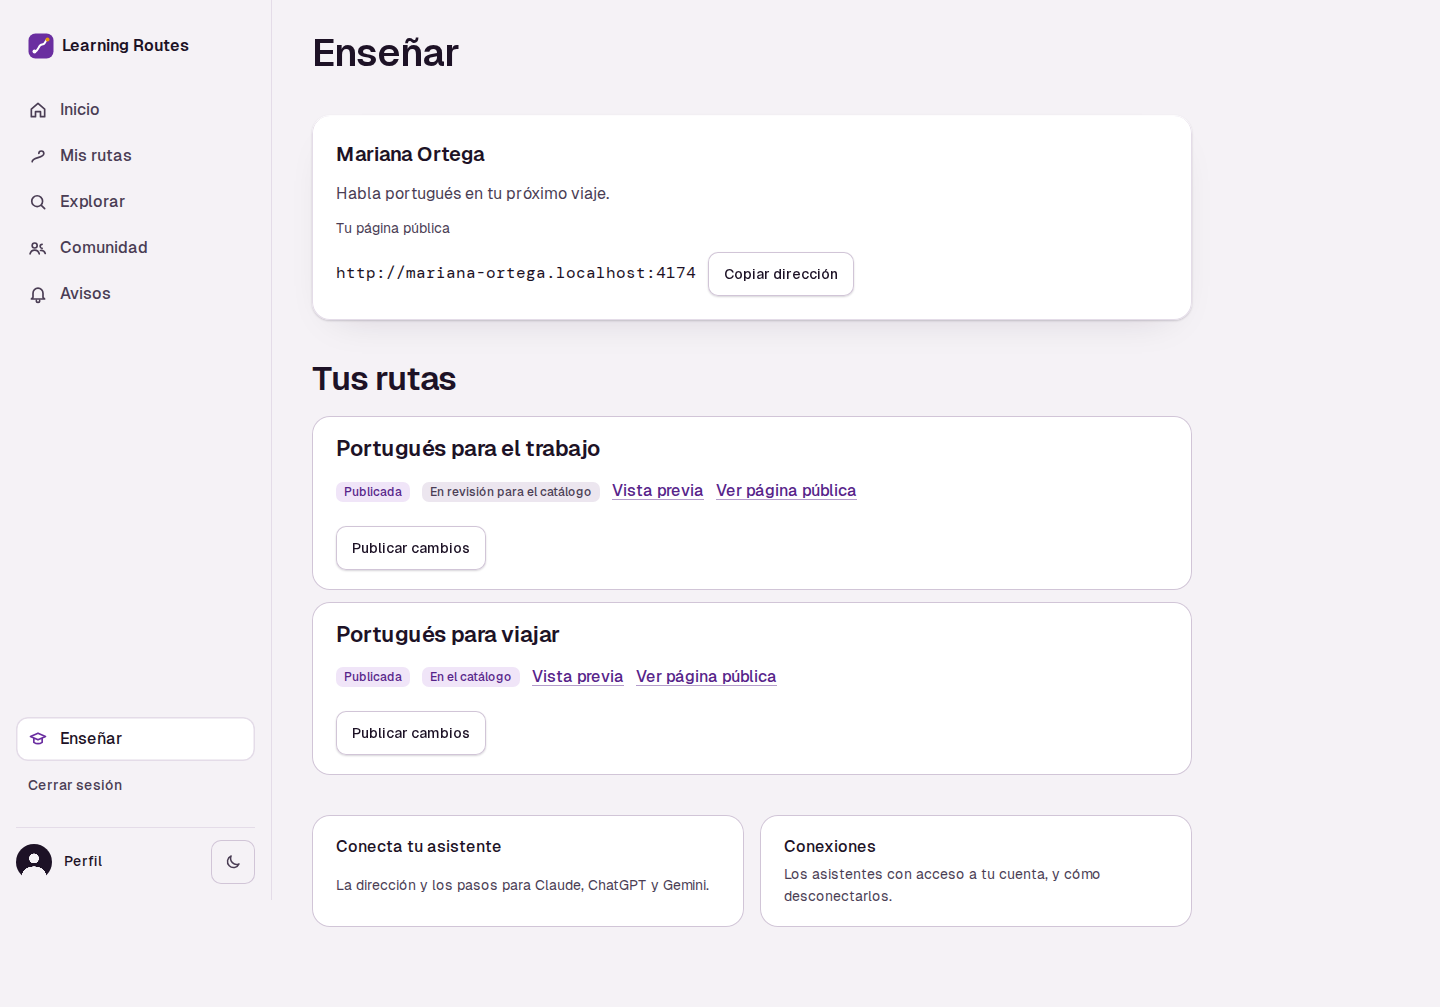 Learning Routes
Inicio
Mis rutas
Explorar
Comunidad
Avisos
Enseñar
Cerrar sesión
Perfil
Enseñar
Mariana Ortega
Habla portugués en tu próximo viaje.
Tu página pública
http://mariana-ortega.localhost:4174 Copiar dirección
Tus rutas
Portugués para el trabajo
Publicada En revisión para el catálogo Vista previa Ver página pública
Publicar cambios
Portugués para viajar
Publicada En el catálogo Vista previa Ver página pública
Publicar cambios
Conecta tu asistente
La dirección y los pasos para Claude, ChatGPT y Gemini.
Conexiones
Los asistentes con acceso a tu cuenta, y cómo
desconectarlos.